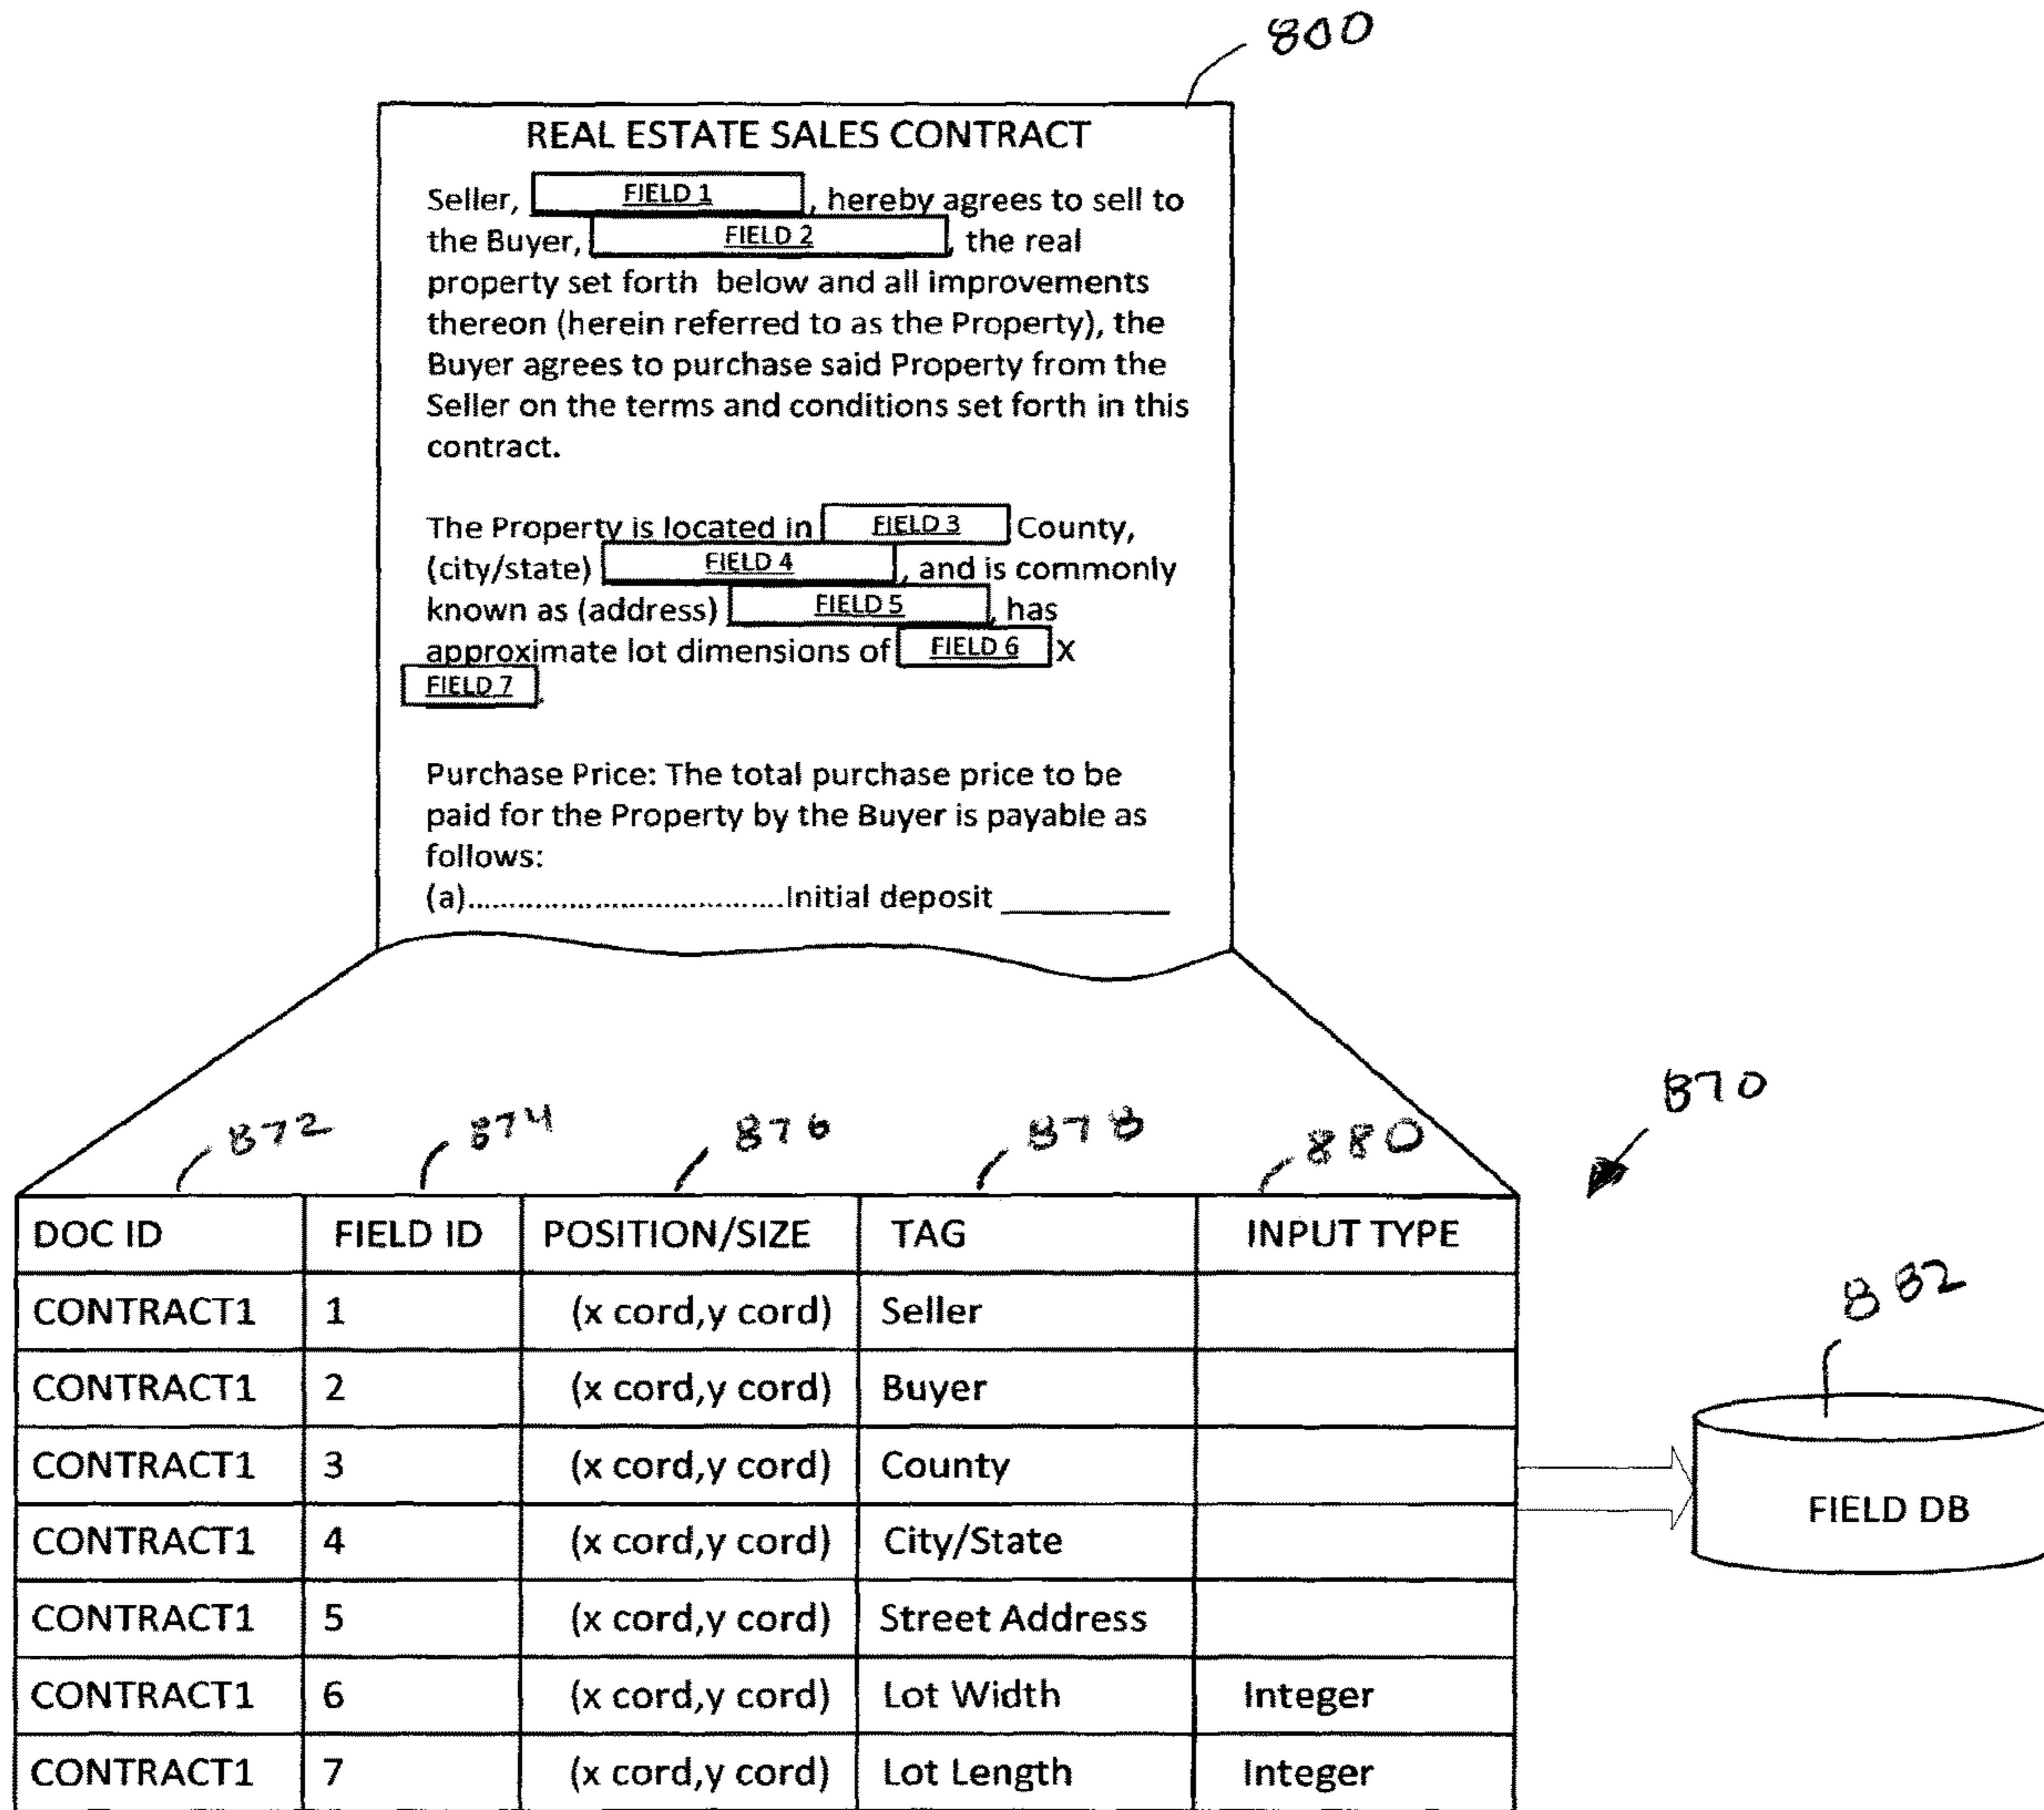 800
REAL ESTATE SALES CONTRACT
Seller, FIELD 1, hereby agrees to sell to
the Buyer, FIELD 2, the real
property set forth below and all improvements
thereon (herein referred to as the Property), the
Buyer agrees to purchase said Property from the
Seller on the terms and conditions set forth in this
contract.
The Property is located in FIELD 3 County,
(city/state) FIELD 4, and is commonly
known as (address) FIELD 5, has
approximate lot dimensions of FIELD 6 X
FIELD 7.
Purchase Price: The total purchase price to be
paid for the Property by the Buyer is payable as
follows:
(a)......................................Initial deposit ___________
870
872 874 876 878 880
DOC ID FIELD ID POSITION/SIZE TAG INPUT TYPE
CONTRACT1 1 (x cord,y cord) Seller
CONTRACT1 2 (x cord,y cord) Buyer
CONTRACT1 3 (x cord,y cord) County
CONTRACT1 4 (x cord,y cord) City/State
CONTRACT1 5 (x cord,y cord) Street Address
CONTRACT1 6 (x cord,y cord) Lot Width Integer
CONTRACT1 7 (x cord,y cord) Lot Length Integer
882
FIELD DB